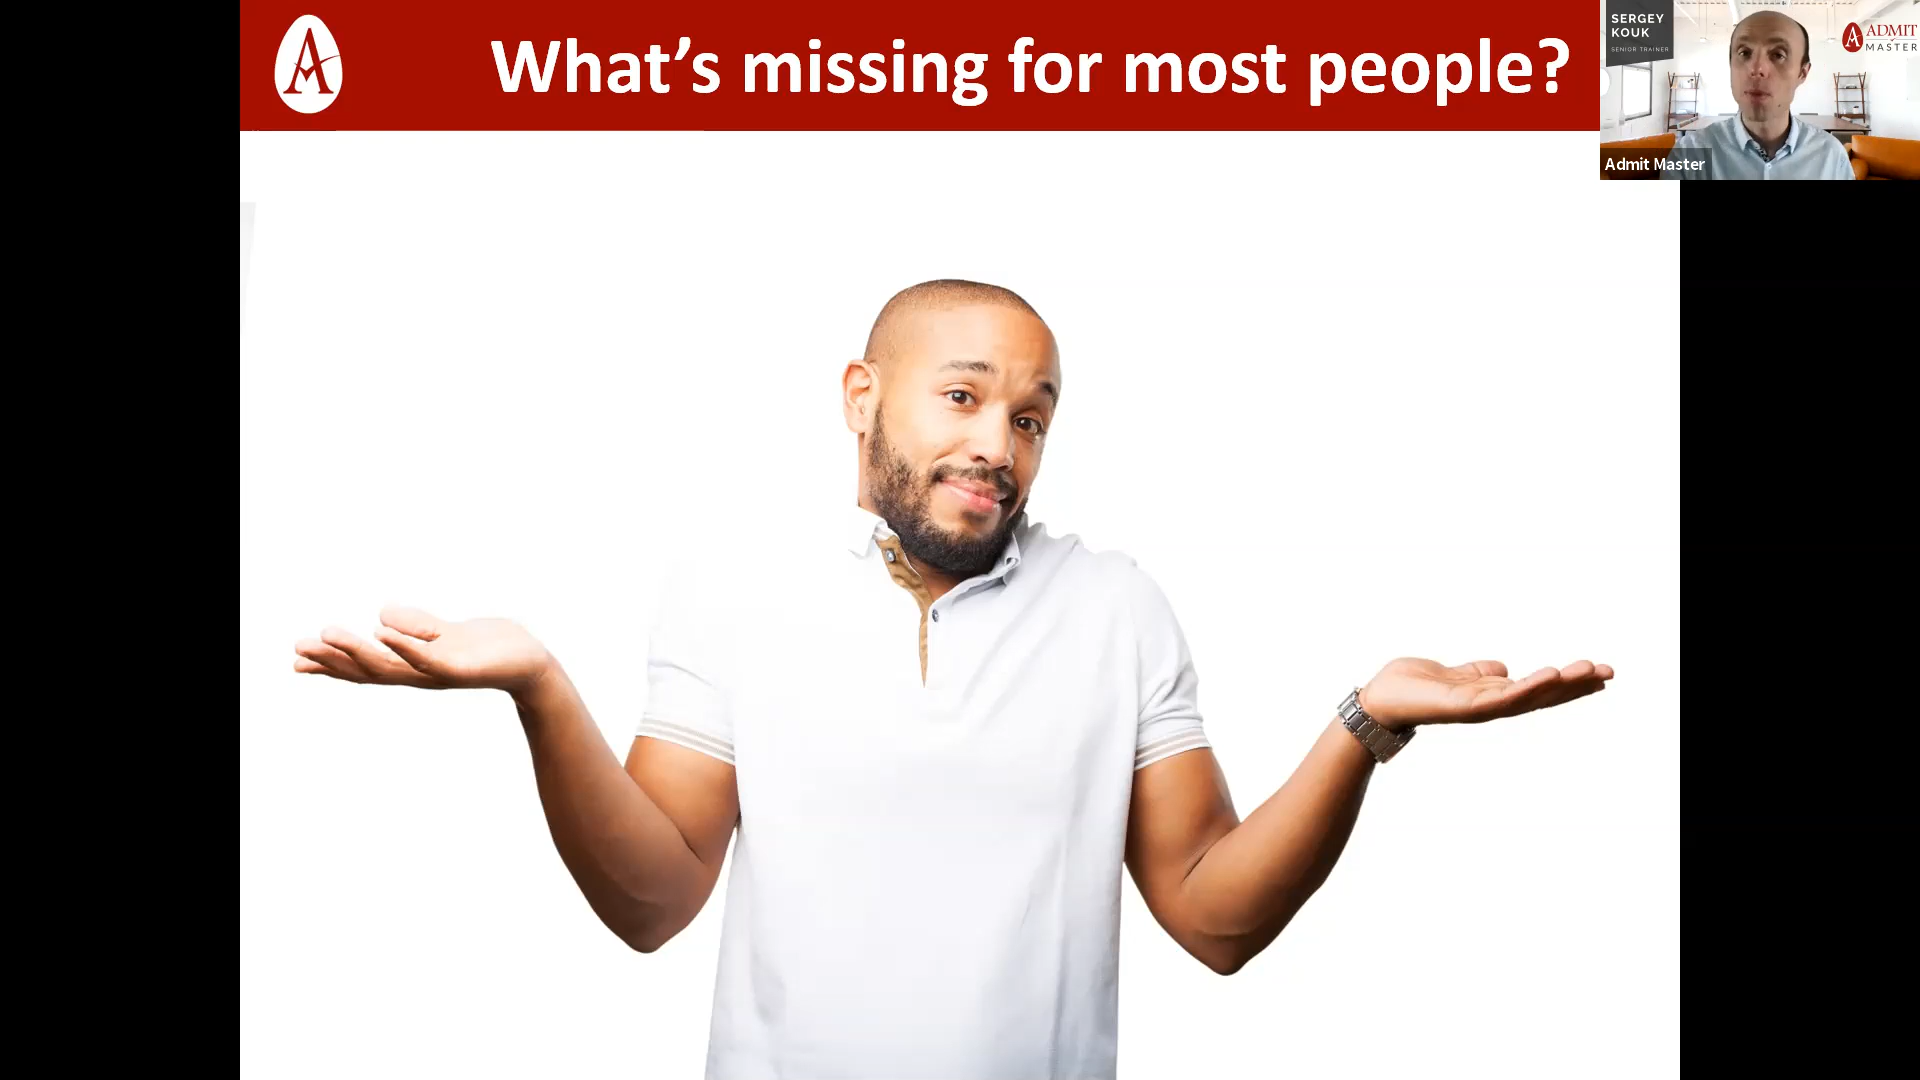 What's missing for most people?
SERGEY
KOUK
SENIOR TRAINER
ADMIT
MASTER
Admit Master